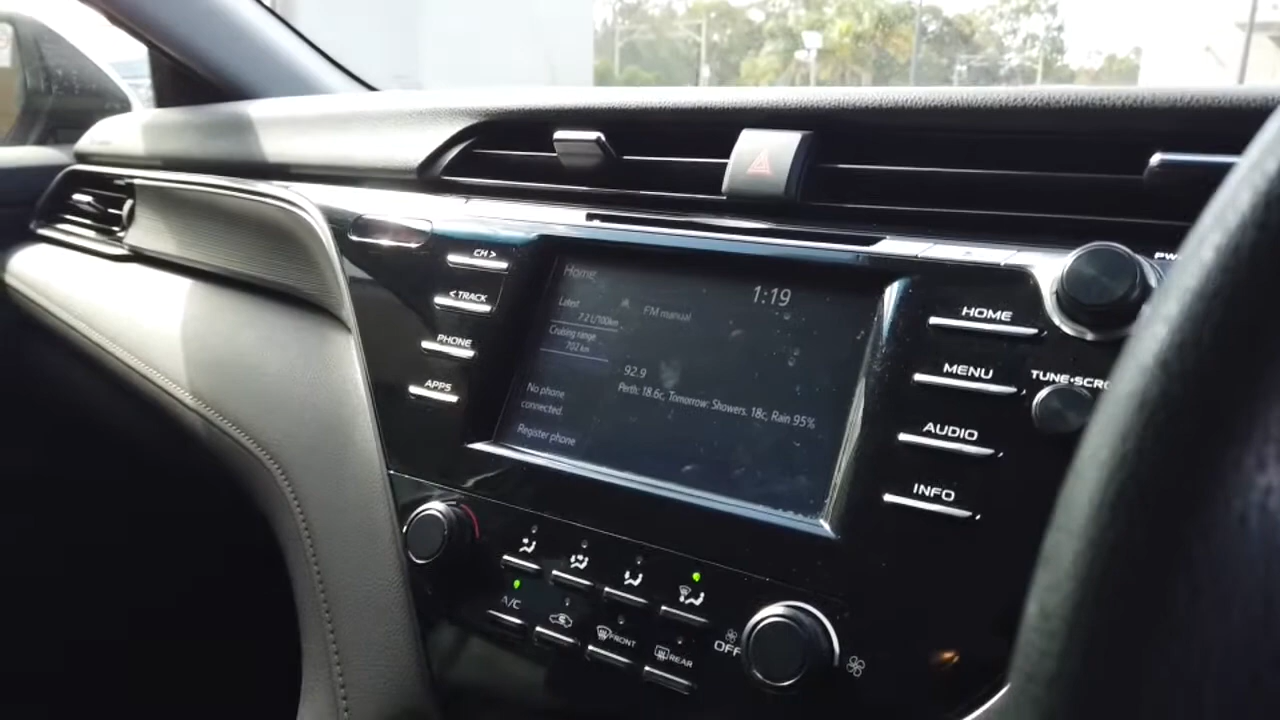 PW
CH >
< TRACK
PHONE
APPS
Home
1:19
Latest
7.2 L/100km
Cruising range
702 km
FM manual
92.9
Perth: 18.6c, Tomorrow: Showers. 18c, Rain 95%
No phone
connected.
Register phone
HOME
MENU
TUNE•SCRO
AUDIO
INFO
A/C
FRONT
REAR
OFF